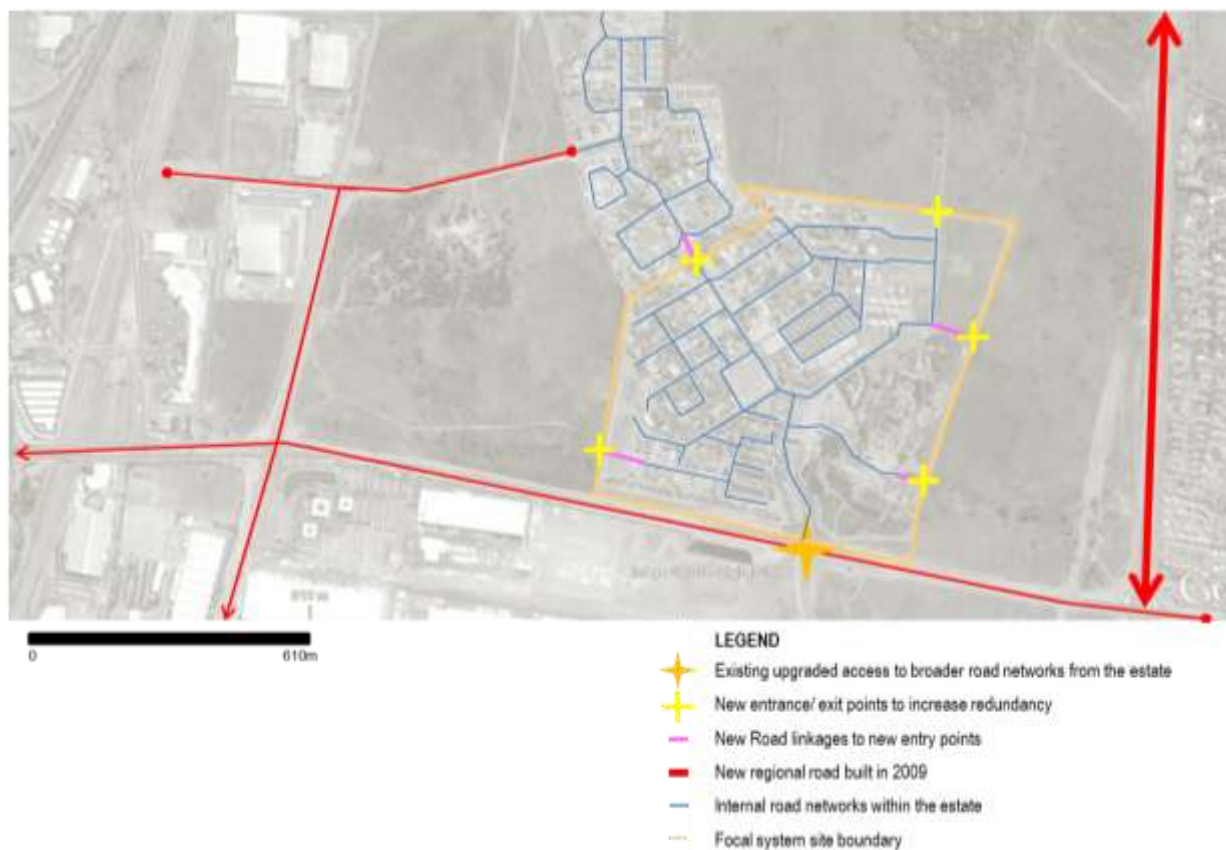 0
610m
LEGEND
Existing upgraded access to broader road networks from the estate
New entrance/ exit points to increase redundancy
New Road linkages to new entry points
New regional road built in 2009
Internal road networks within the estate
Focal system site boundary